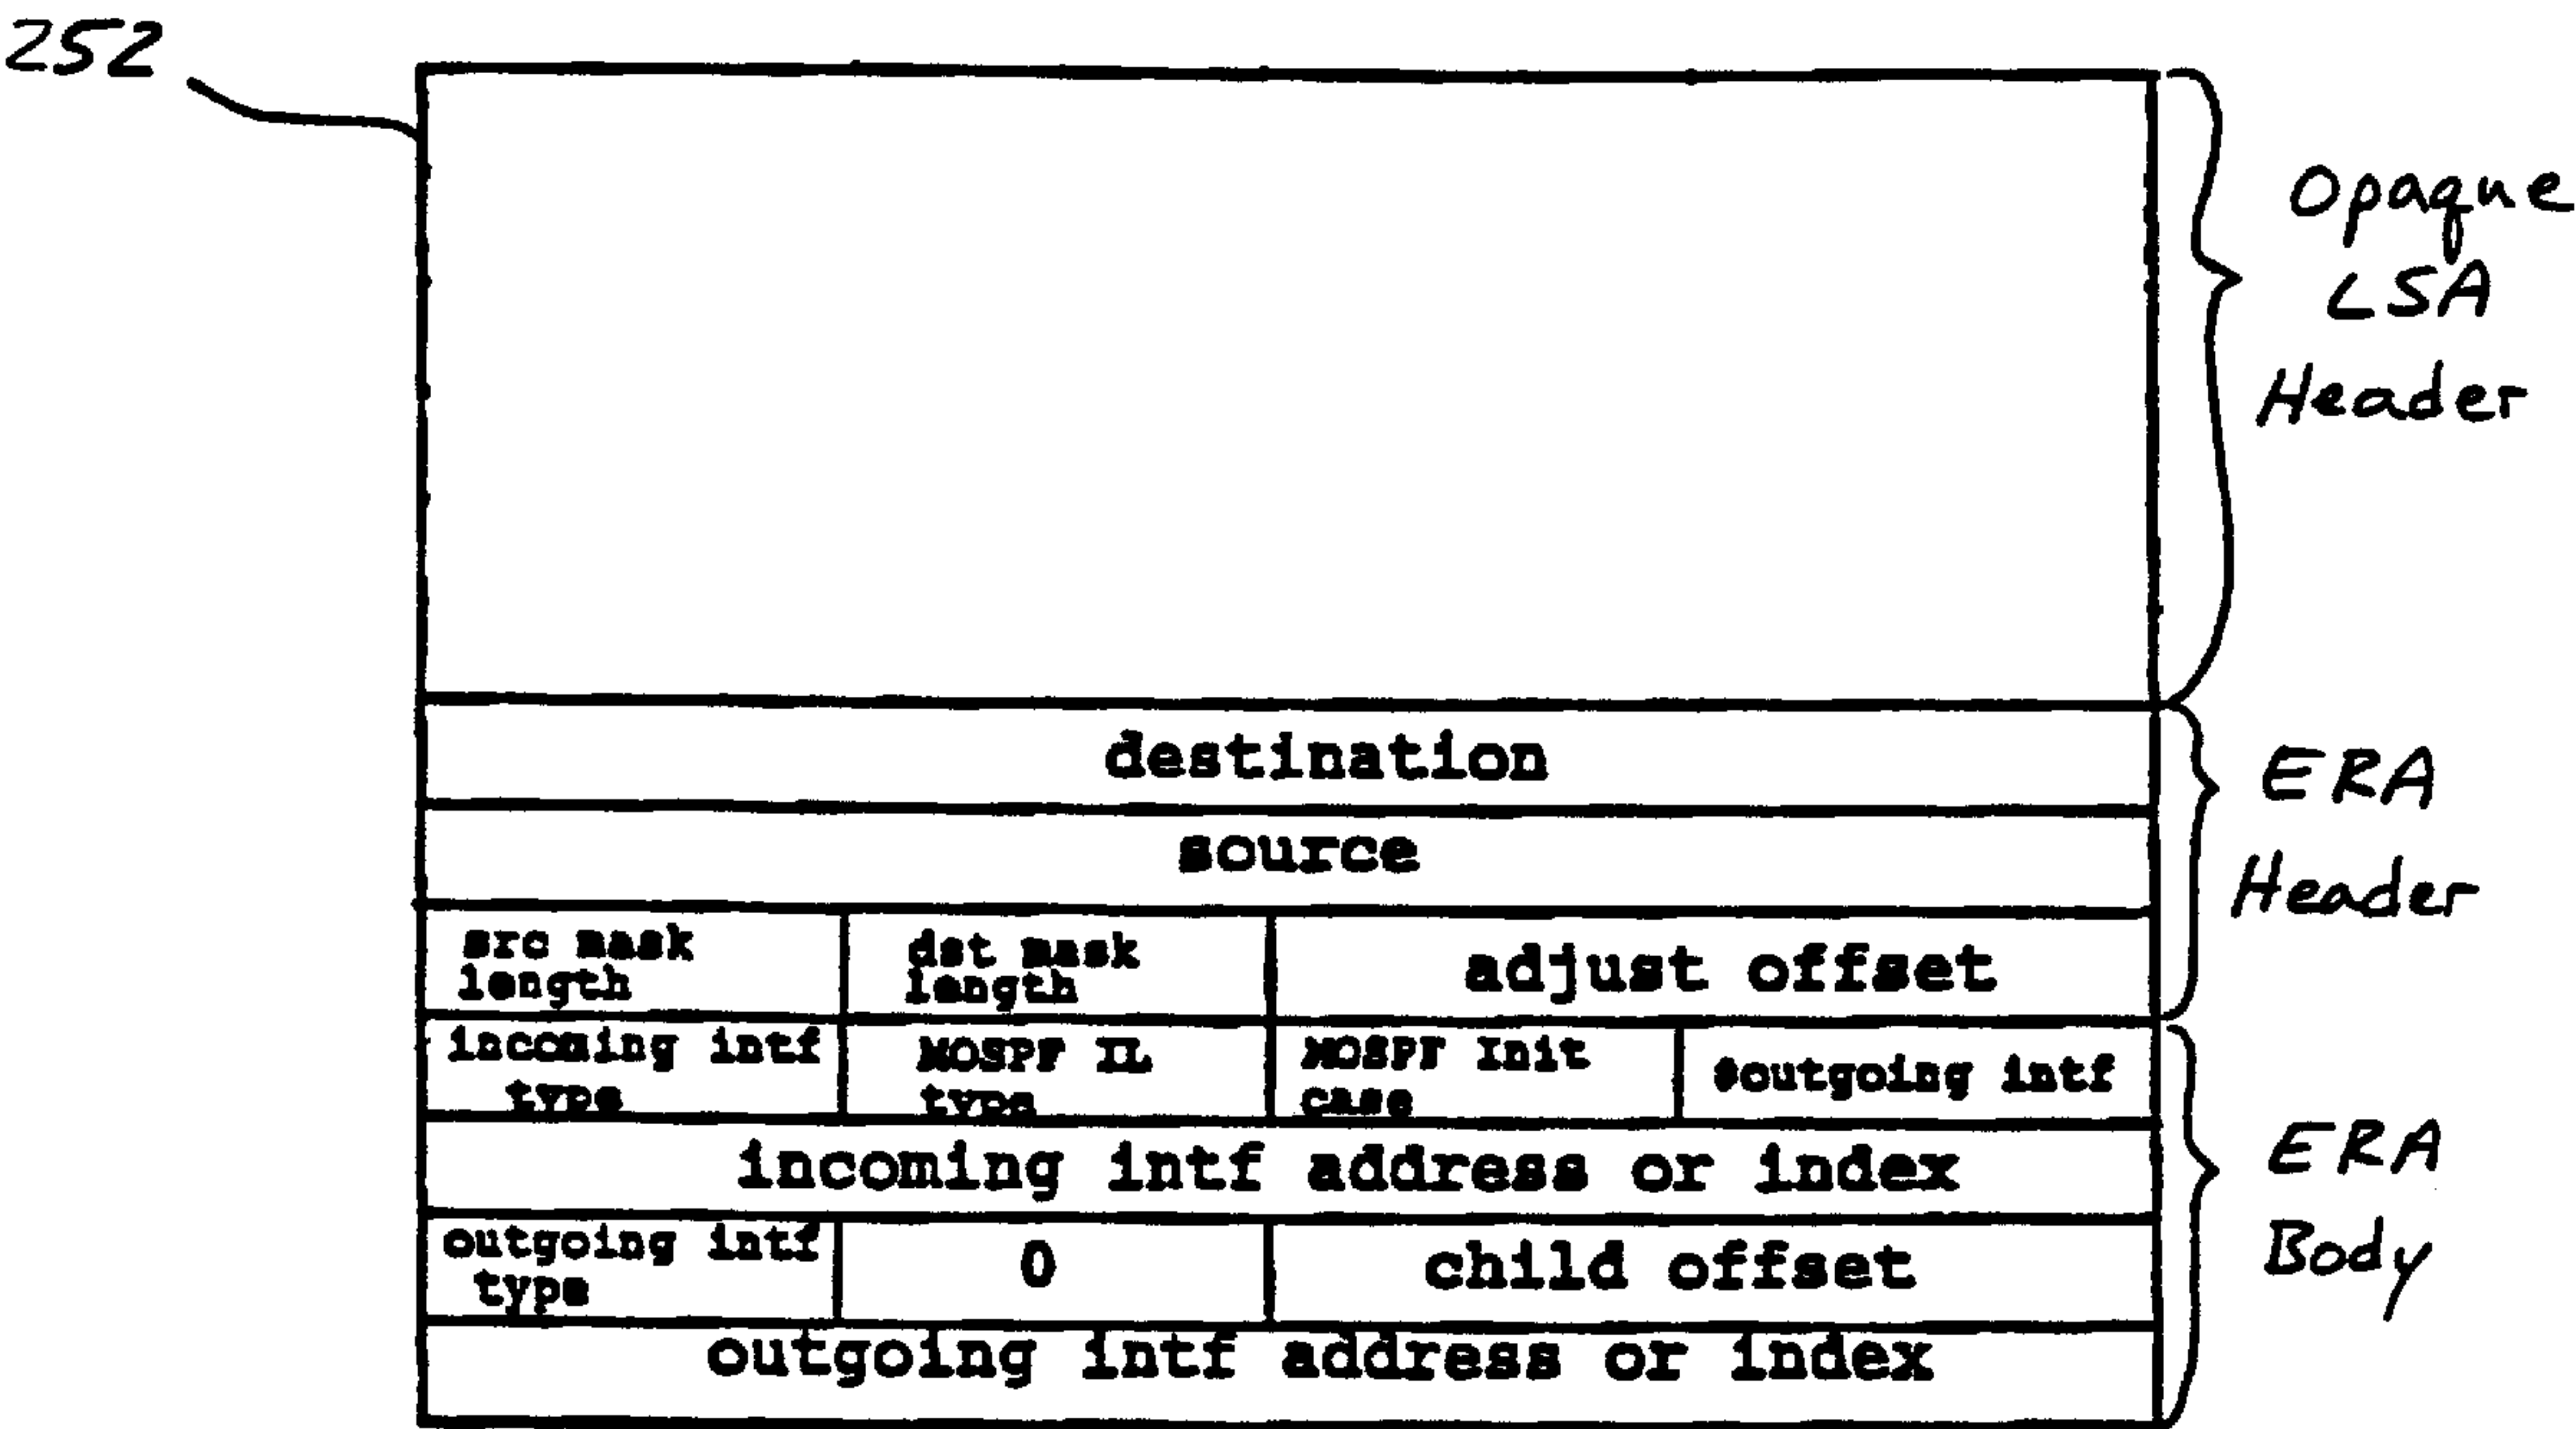 252
Opaque
LSA
Header
destination
source
ERA
Header
src mask
length
dst mask
length
adjust offset
incoming intf
type
MOSPF IL
type
MOSPF Init
case
#outgoing intf
incoming intf address or index
outgoing intf
type
0
child offset
outgoing intf address or index
ERA
Body